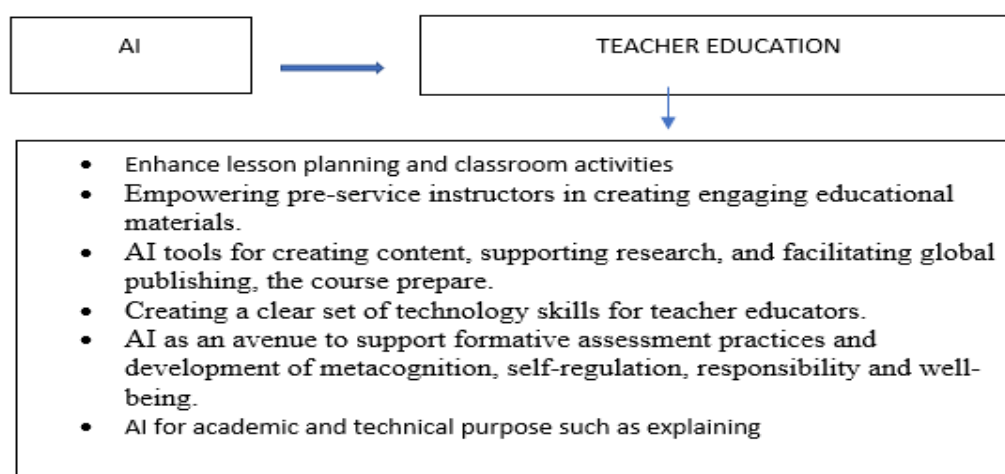 AI
TEACHER EDUCATION
• Enhance lesson planning and classroom activities
• Empowering pre-service instructors in creating engaging educational
materials.
• AI tools for creating content, supporting research, and facilitating global
publishing, the course prepare.
• Creating a clear set of technology skills for teacher educators.
• AI as an avenue to support formative assessment practices and
development of metacognition, self-regulation, responsibility and well-
being.
• AI for academic and technical purpose such as explaining